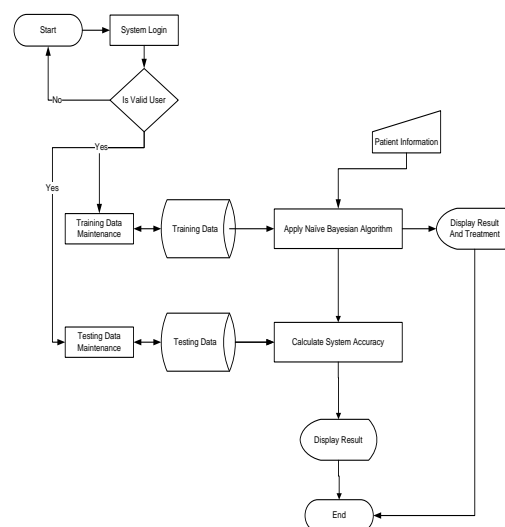 Start
System Login
No
Is Valid User
Yes
Yes
Patient Information
Training Data
Maintenance
Training Data
Apply Naïve Bayesian Algorithm
Display Result
And Treatment
Testing Data
Maintenance
Testing Data
Calculate System Accuracy
Display Result
End